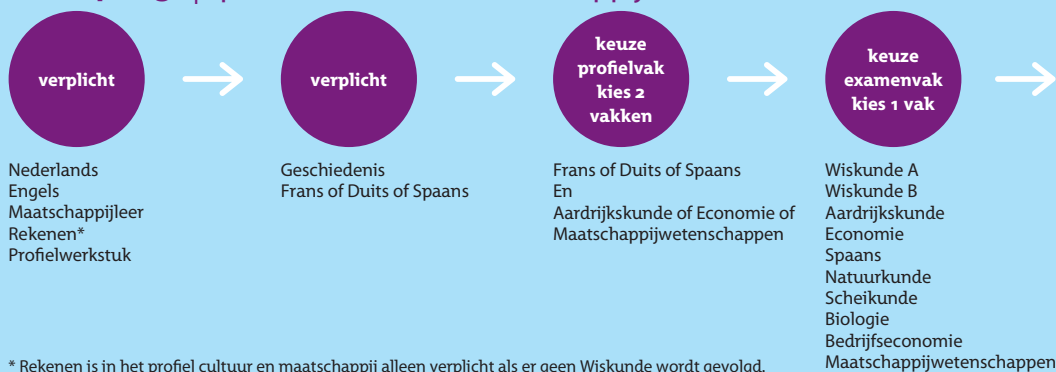 verplicht
Nederlands
Engels
Maatschappijleer
Rekenen*
Profielwerkstuk
verplicht
Geschiedenis
Frans of Duits of Spaans
keuze
profielvak
kies 2
vakken
Frans of Duits of Spaans
En
Aardrijkskunde of Economie of
Maatschappijwetenschappen
keuze
examenvak
kies 1 vak
Wiskunde A
Wiskunde B
Aardrijkskunde
Economie
Spaans
Natuurkunde
Scheikunde
Biologie
Bedrijfseconomie
Maatschappijwetenschappen
* Rekenen is in het profiel cultuur en maatschappij alleen verplicht als er geen Wiskunde wordt gevolgd.